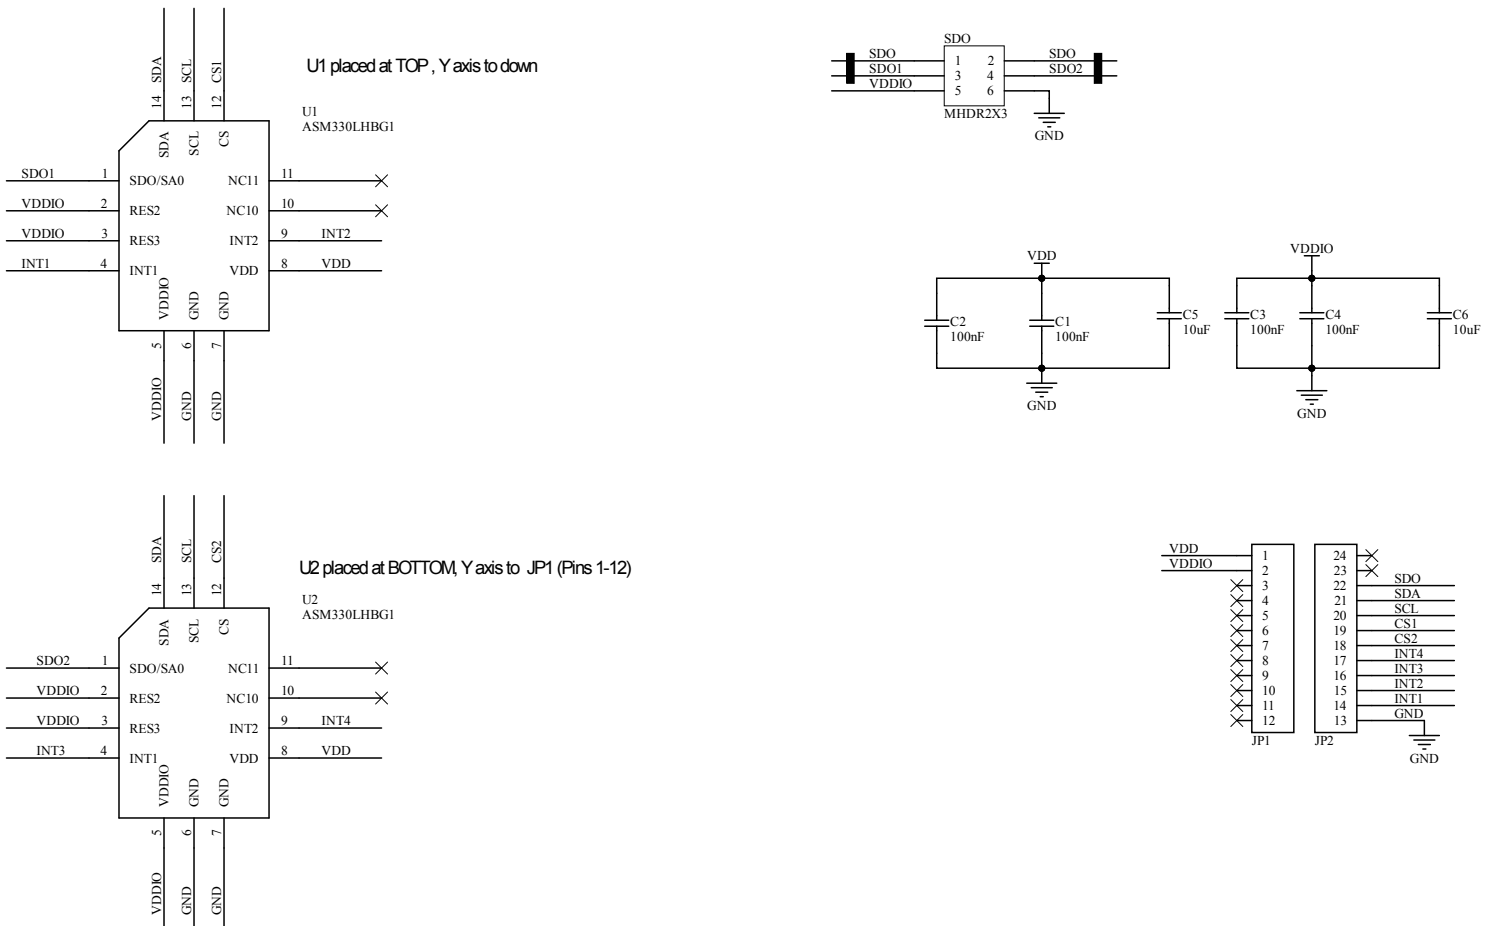 SDA
SCL
CS1
14
13
12
U1 placed at TOP , Y axis to down
U1
ASM330LHBG1
SDA
SCL
CS
SDO1 1 SDO/SA0 NC11 11
VDDIO 2 RES2 NC10 10
VDDIO 3 RES3 INT2 9 INT2
INT1 4 INT1 VDD 8 VDD
VDDIO
GND
GND
5
6
7
VDDIO
GND
GND
SDA
SCL
CS2
14
13
12
U2 placed at BOTTOM, Y axis to JP1 (Pins 1-12)
U2
ASM330LHBG1
SDA
SCL
CS
SDO2 1 SDO/SA0 NC11 11
VDDIO 2 RES2 NC10 10
VDDIO 3 RES3 INT2 9 INT4
INT3 4 INT1 VDD 8 VDD
VDDIO
GND
GND
5
6
7
VDDIO
GND
GND
SDO
SDO 1 2 SDO
SDO1 3 4 SDO2
VDDIO 5 6
MHDR2X3
GND
VDD
C2
100nF
C1
100nF
C5
10uF
GND
VDDIO
C3
100nF
C4
100nF
C6
10uF
GND
VDD 1
VDDIO 2
3
4
5
6
7
8
9
10
11
12
JP1
24
23
22 SDO
21 SDA
20 SCL
19 CS1
18 CS2
17 INT4
16 INT3
15 INT2
14 INT1
13 GND
JP2
GND